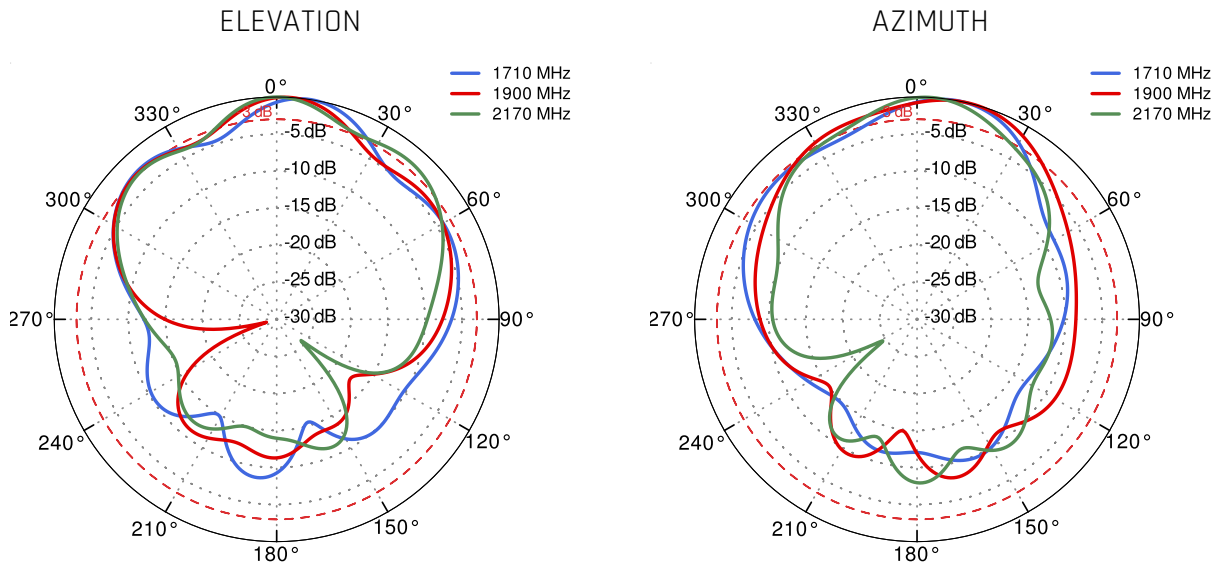 ELEVATION
1710 MHz
1900 MHz
2170 MHz
0°
330°
30°
3 dB
-5 dB
-10 dB
300°
60°
-15 dB
-20 dB
-25 dB
270°
-30 dB
90°
240°
120°
210°
150°
180°
AZIMUTH
1710 MHz
1900 MHz
2170 MHz
0°
330°
30°
3 dB
-5 dB
-10 dB
300°
60°
-15 dB
-20 dB
-25 dB
270°
-30 dB
90°
240°
120°
210°
150°
180°